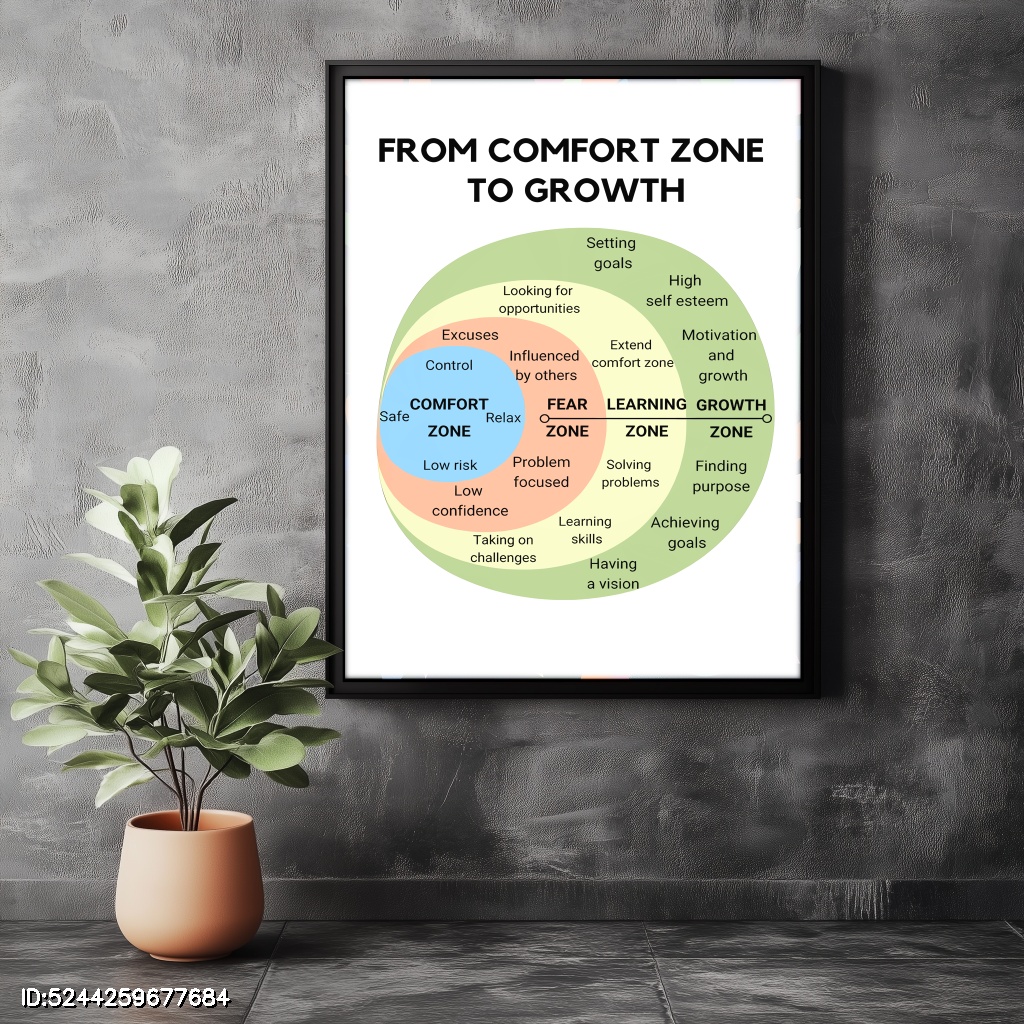 FROM COMFORT ZONE
TO GROWTH
Setting
goals
High
self esteem
Looking for
opportunities
Motivation
and
growth
Extend
comfort zone
Excuses
Influenced
by others
Control
Safe
COMFORT
ZONE
Relax
FEAR
ZONE
LEARNING
ZONE
GROWTH
ZONE
Low risk
Low
confidence
Problem
focused
Solving
problems
Finding
purpose
Taking on
challenges
Learning
skills
Achieving
goals
Having
a vision
ID:5244259677684